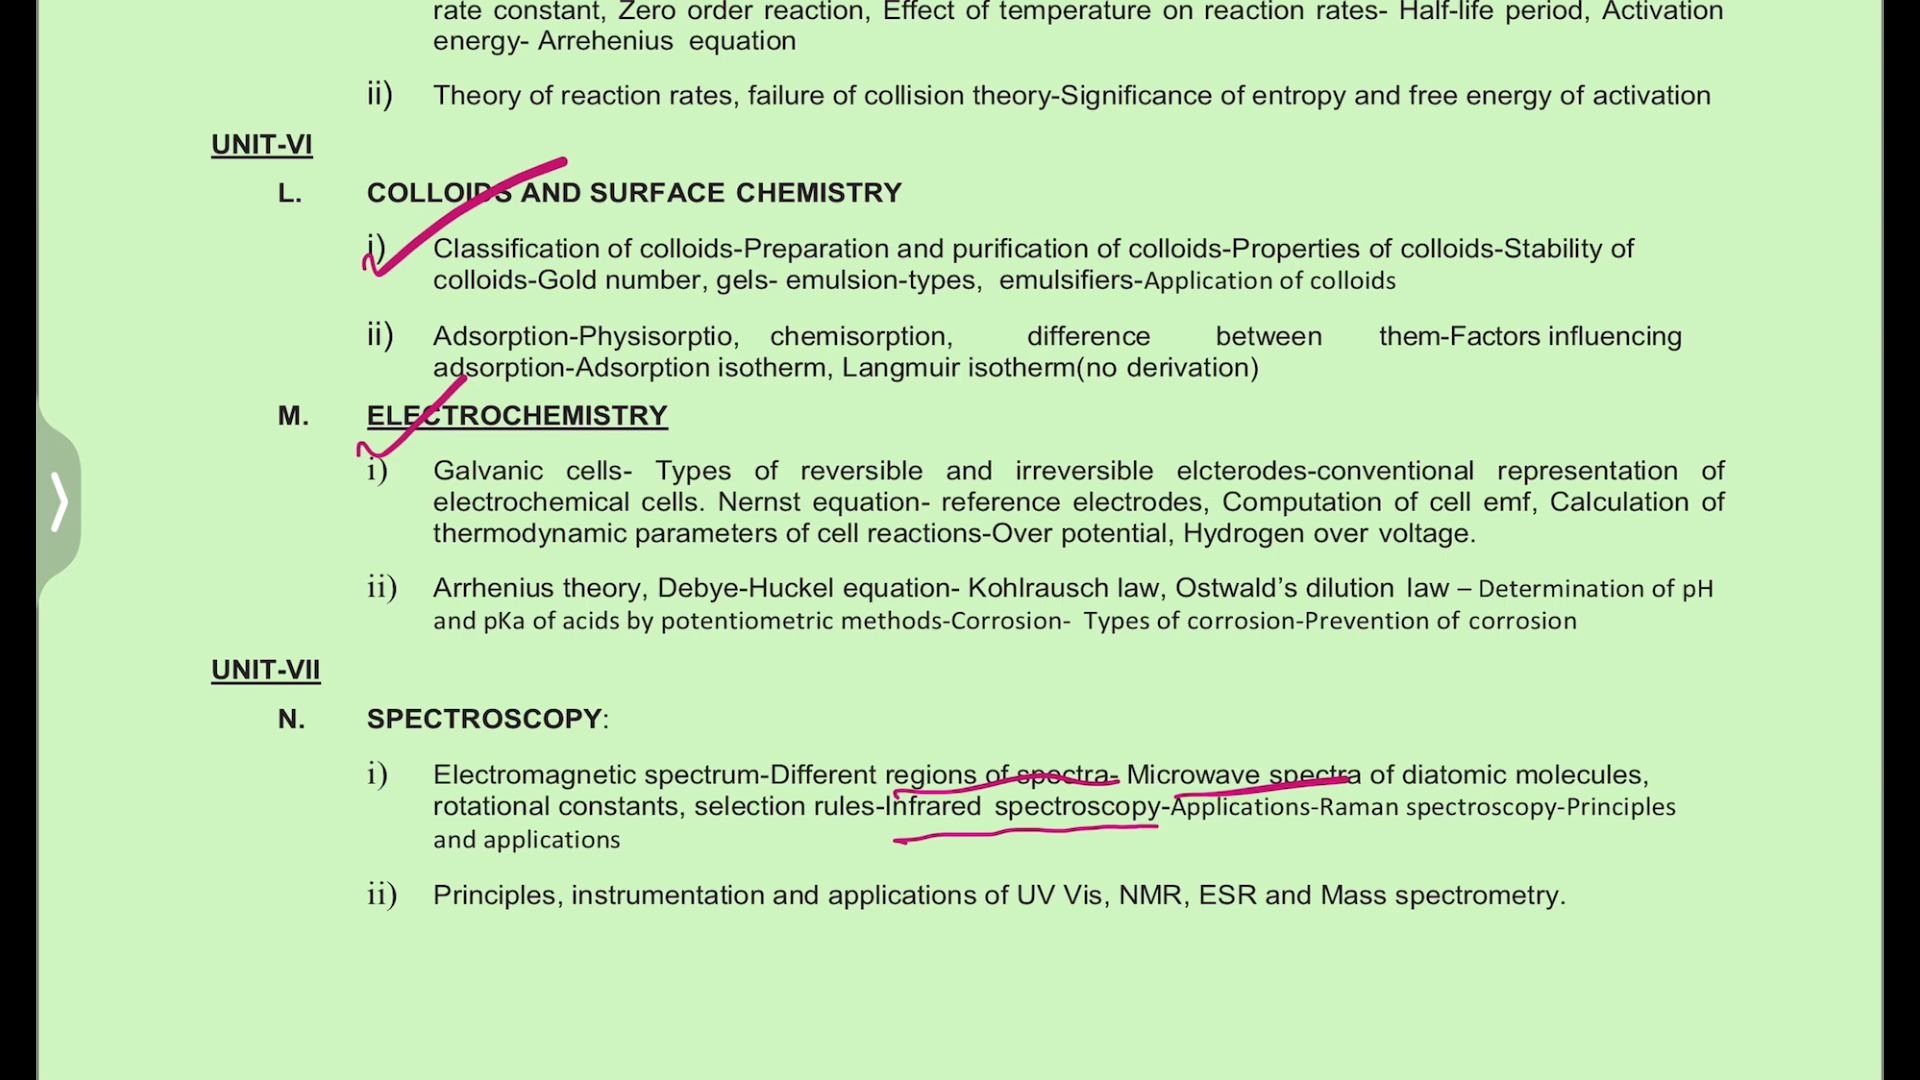 rate constant, Zero order reaction, Effect of temperature on reaction rates- Half-life period, Activation
energy- Arrehenius equation
ii) Theory of reaction rates, failure of collision theory-Significance of entropy and free energy of activation
UNIT-VI
L. COLLOIDS AND SURFACE CHEMISTRY
i) Classification of colloids-Preparation and purification of colloids-Properties of colloids-Stability of
colloids-Gold number, gels- emulsion-types, emulsifiers-Application of colloids
ii) Adsorption-Physisorptio, chemisorption, difference between them-Factors influencing
adsorption-Adsorption isotherm, Langmuir isotherm(no derivation)
M. ELECTROCHEMISTRY
i) Galvanic cells- Types of reversible and irreversible elcterodes-conventional representation of
electrochemical cells. Nernst equation- reference electrodes, Computation of cell emf, Calculation of
thermodynamic parameters of cell reactions-Over potential, Hydrogen over voltage.
ii) Arrhenius theory, Debye-Huckel equation- Kohlrausch law, Ostwald’s dilution law – Determination of pH
and pKa of acids by potentiometric methods-Corrosion- Types of corrosion-Prevention of corrosion
UNIT-VII
N. SPECTROSCOPY:
i) Electromagnetic spectrum-Different regions of spectra- Microwave spectra of diatomic molecules,
rotational constants, selection rules-Infrared spectroscopy-Applications-Raman spectroscopy-Principles
and applications
ii) Principles, instrumentation and applications of UV Vis, NMR, ESR and Mass spectrometry.